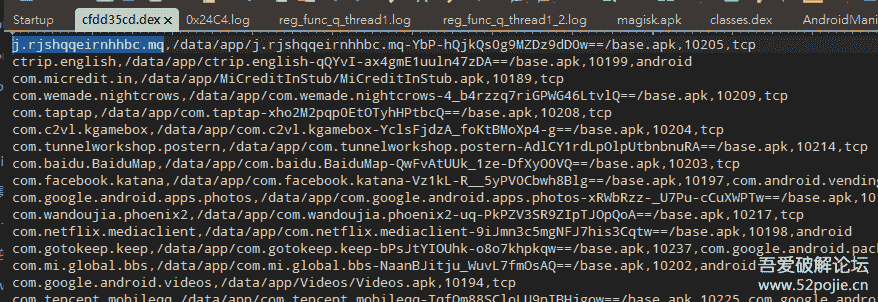 Startup cfdd35cd.dex × 0x24C4.log reg_func_q_thread1.log reg_func_q_thread1_2.log magisk.apk classes.dex AndroidMani
j.rjshqqeirnhhbc.mq,/data/app/j.rjshqqeirnhhbc.mq-YbP-hQjkQsOg9MZDz9dD0w==/base.apk,10205,tcp
ctrip.english,/data/app/ctrip.english-qQYvI-ax4gmE1uuln47zDA==/base.apk,10199,android
com.micredit.in,/data/app/MiCreditInStub/MiCreditInStub.apk,10189,tcp
com.wemade.nightcrows,/data/app/com.wemade.nightcrows-4_b4rzzq7riGPWG46LtvlQ==/base.apk,10209,tcp
com.taptap,/data/app/com.taptap-xho2M2pqpOEtOTyhHPtbcQ==/base.apk,10208,tcp
com.c2vl.kgamebox,/data/app/com.c2vl.kgamebox-YclsFjdzA_foKtBMoXp4-g==/base.apk,10204,tcp
com.tunnelworkshop.postern,/data/app/com.tunnelworkshop.postern-AdlCY1rdLpOlpUtbnbnuRA==/base.apk,10214,tcp
com.baidu.BaiduMap,/data/app/com.baidu.BaiduMap-QwFvAtUUk_1ze-DfXyOOVQ==/base.apk,10203,tcp
com.facebook.katana,/data/app/com.facebook.katana-Vz1kL-R__5yPV0Cbwh8Blg==/base.apk,10197,com.android.vending
com.google.android.apps.photos,/data/app/com.google.android.apps.photos-xRWbRzz-_U7Pu-cCuXWPTw==/base.apk,10
com.wandoujia.phoenix2,/data/app/com.wandoujia.phoenix2-uq-PkPZV3SR9ZIpTJOpQoA==/base.apk,10217,tcp
com.netflix.mediaclient,/data/app/com.netflix.mediaclient-9iJmn3c5mgNFJ7his3Cqtw==/base.apk,10198,android
com.gotokeep.keep,/data/app/com.gotokeep.keep-bPsJtYIOUhk-o8o7khpkqw==/base.apk,10237,com.google.android.pac
com.mi.global.bbs,/data/app/com.mi.global.bbs-NaanBJitju_WuvL7fmOsAQ==/base.apk,10202,android
com.google.android.videos,/data/app/Videos/Videos.apk,10194,tcp
吾爱破解论坛
www.52pojie.cn